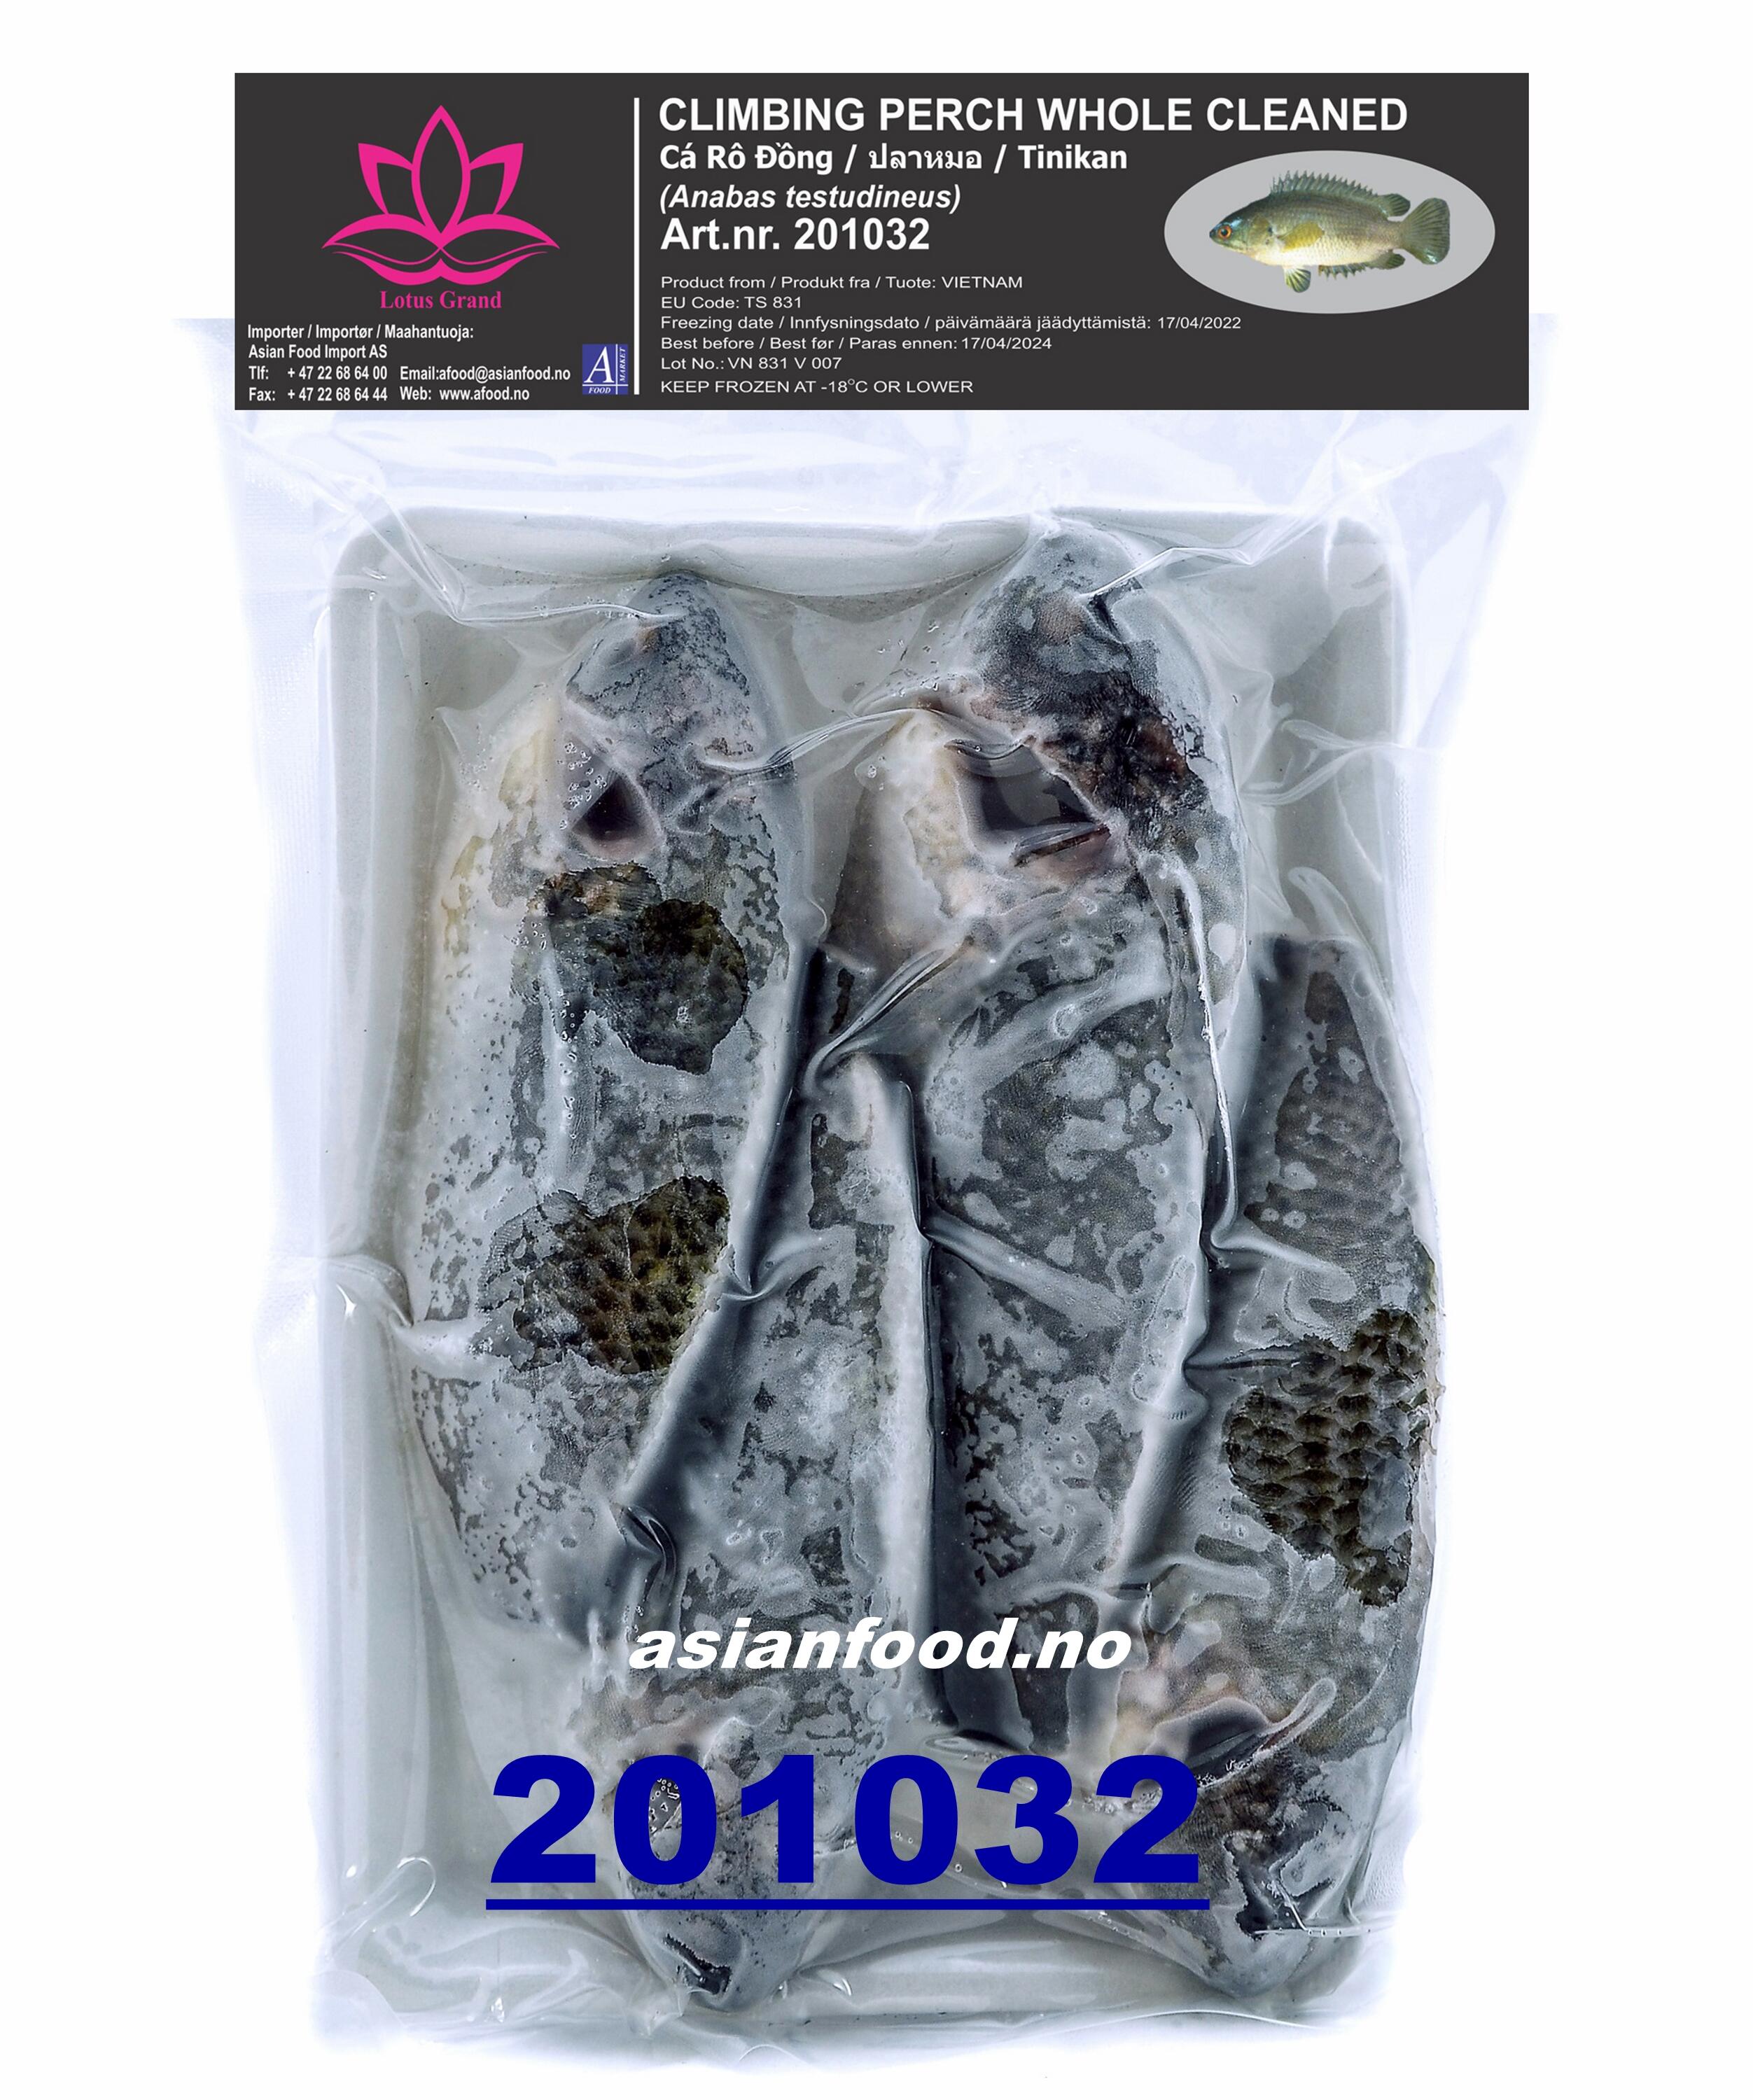 CLIMBING PERCH WHOLE CLEANED
Cá Rô Đồng / ปลาหมอ / Tinikan
(Anabas testudineus)
Art.nr. 201032
Product from / Produkt fra / Tuote: VIETNAM
EU Code: TS 831
Freezing date / Innfysningsdato / päivämäärä jäädyttämistä: 17/04/2022
Best before / Best før / Paras ennen: 17/04/2024
Lot No.: VN 831 V 007
KEEP FROZEN AT -18°C OR LOWER
Lotus Grand
Importer / Importør / Maahantuoja:
Asian Food Import AS
Tlf: + 47 22 68 64 00 Email:afood@asianfood.no
Fax: + 47 22 68 64 44 Web: www.afood.no
A
FOOD
MARKET
asianfood.no
201032